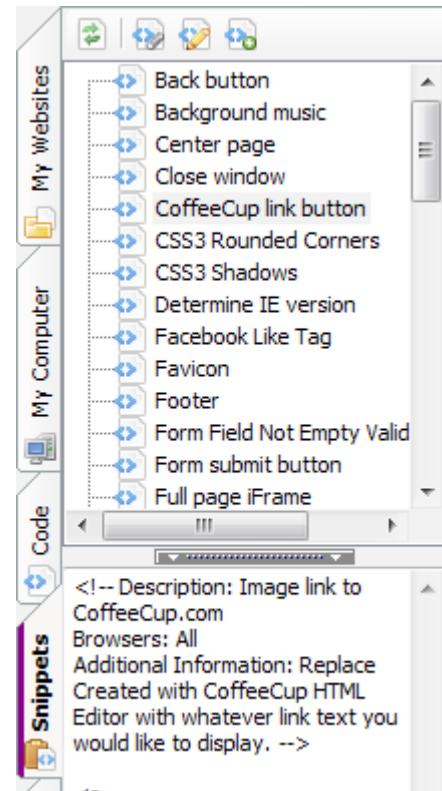 My Websites
My Computer
Code
Snippets
Back button
Background music
Center page
Close window
CoffeeCup link button
CSS3 Rounded Corners
CSS3 Shadows
Determine IE version
Facebook Like Tag
Favicon
Footer
Form Field Not Empty Valid
Form submit button
Full page iFrame
<!-- Description: Image link to
CoffeeCup.com
Browsers: All
Additional Information: Replace
Created with CoffeeCup HTML
Editor with whatever link text you
would like to display. -->